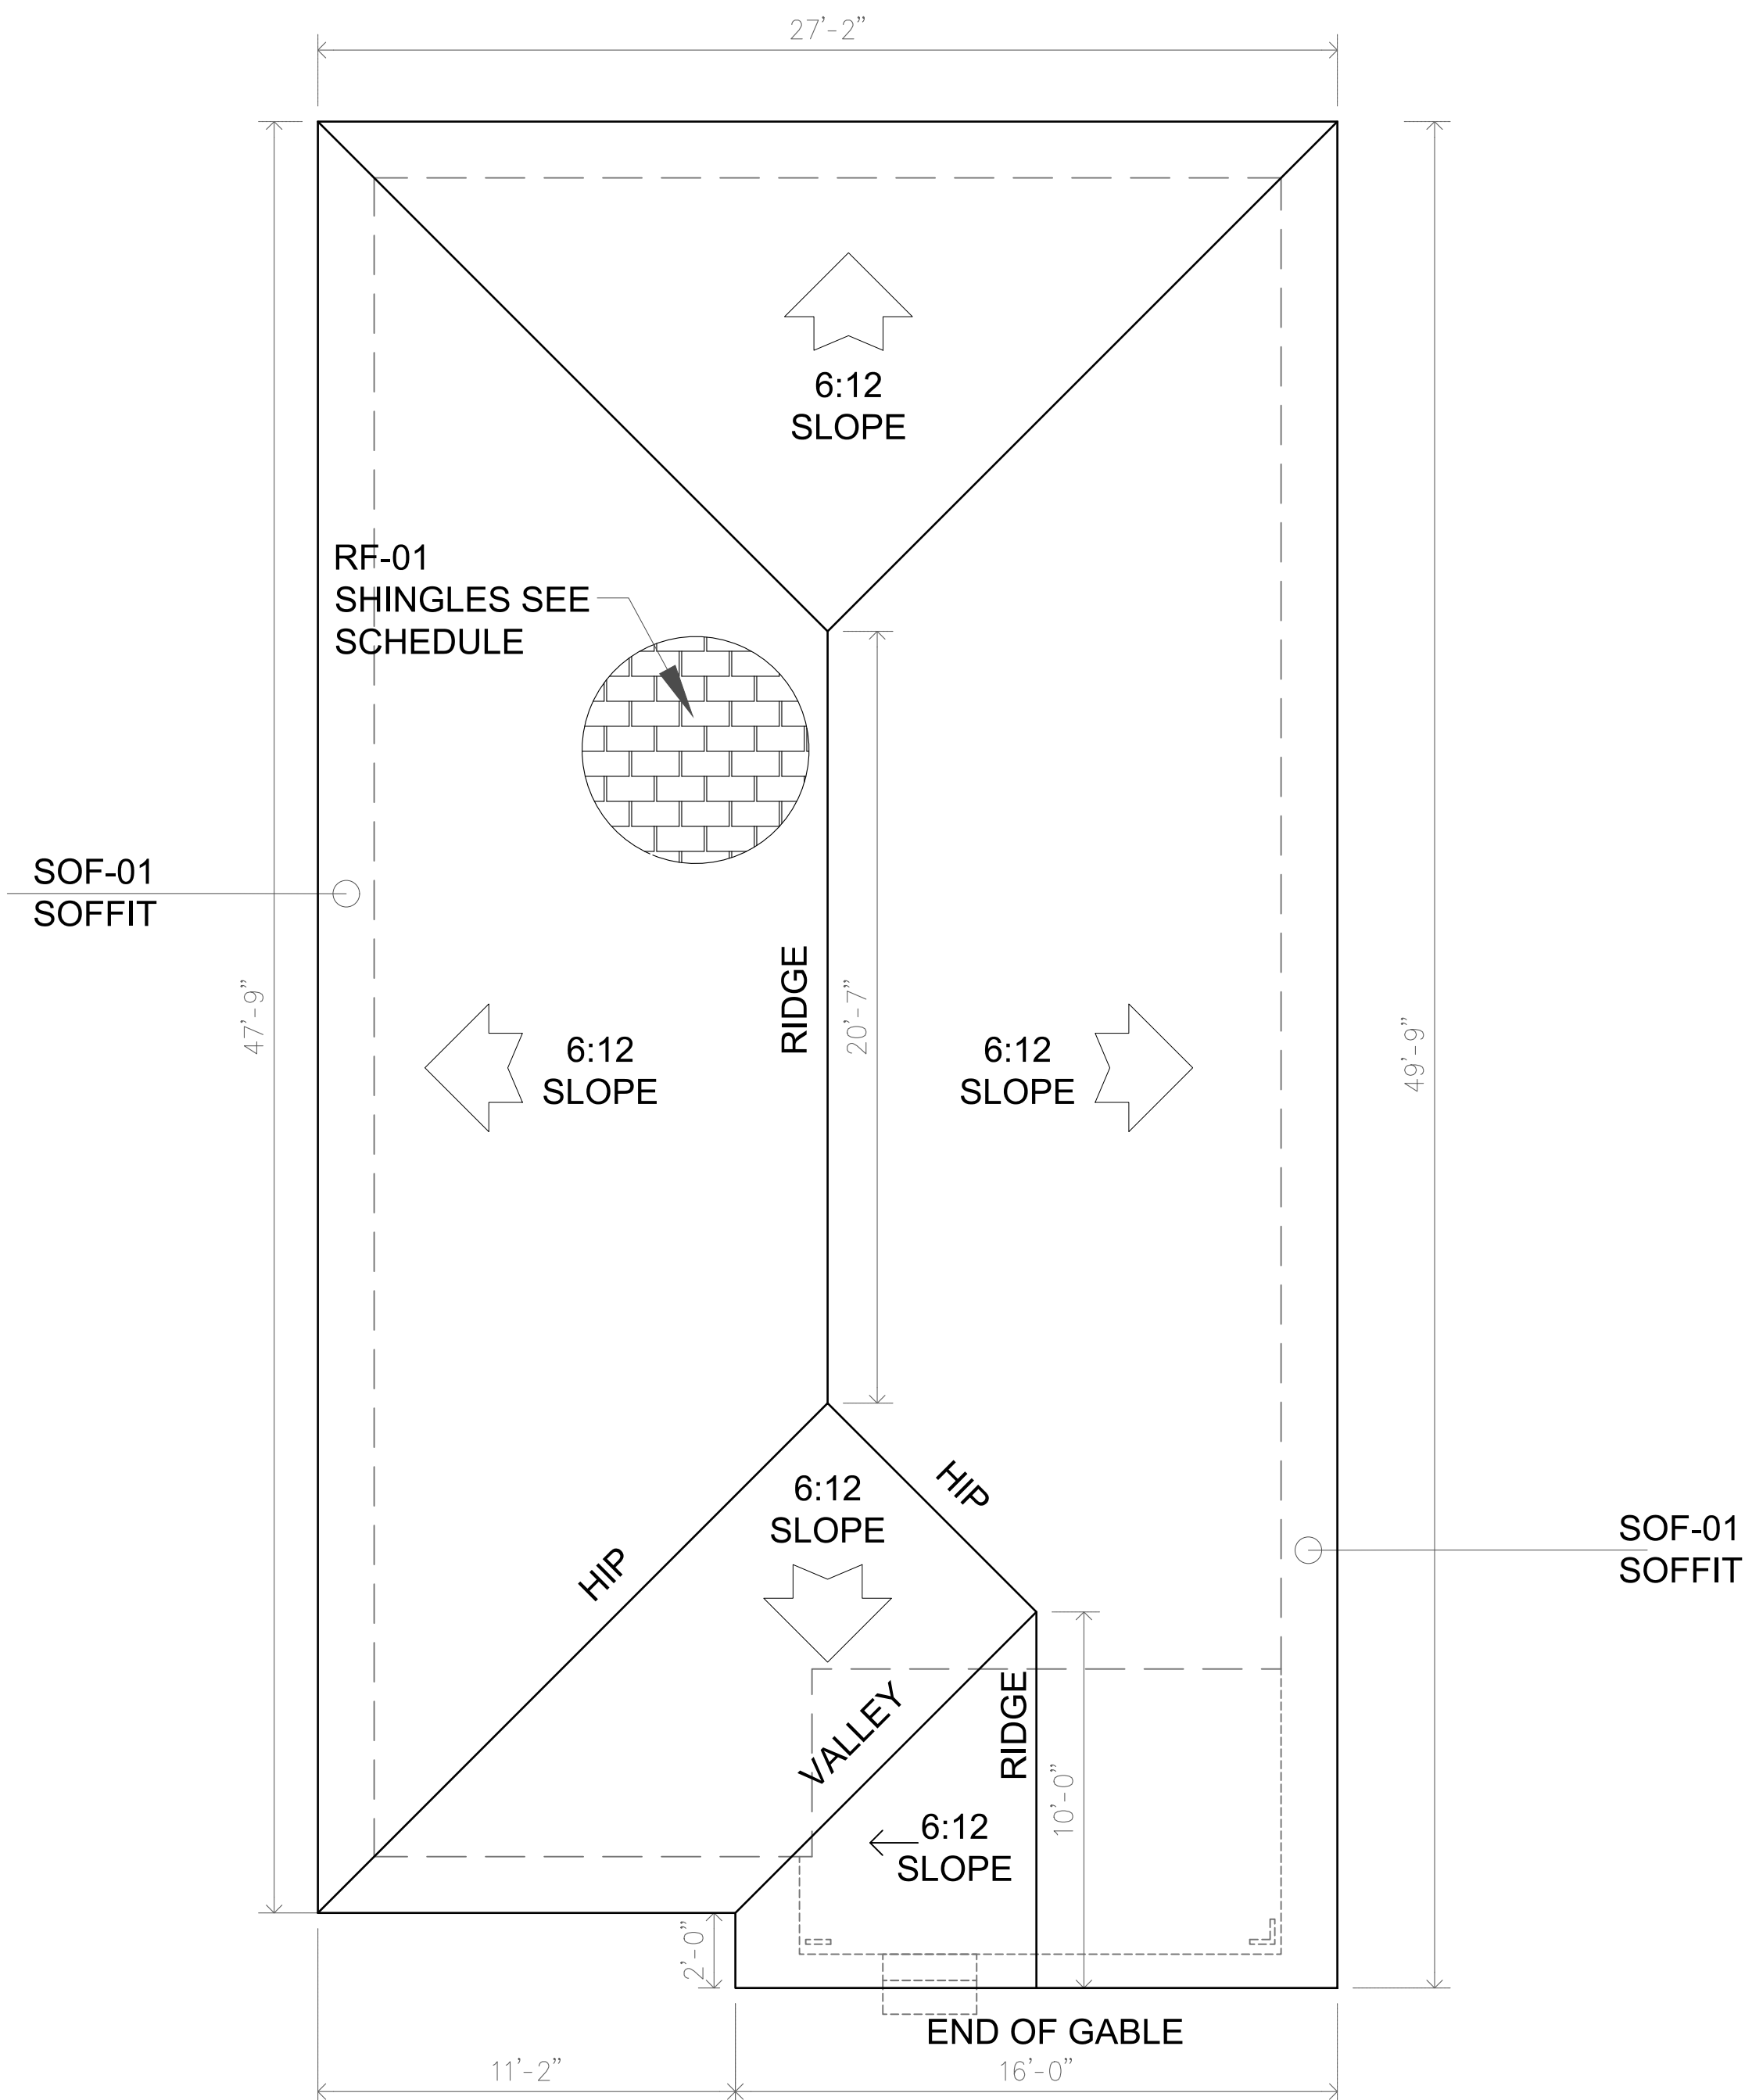 27'-2"
6:12
SLOPE
RF-01
SHINGLES SEE
SCHEDULE
SOF-01
SOFFIT
47'-9"
6:12
SLOPE
RIDGE
20'-7"
6:12
SLOPE
49'-9"
6:12
SLOPE
HIP
HIP
SOF-01
SOFFIT
VALLEY
RIDGE
10'-0"
6:12
SLOPE
2'-0"
END OF GABLE
11'-2"
16'-0"